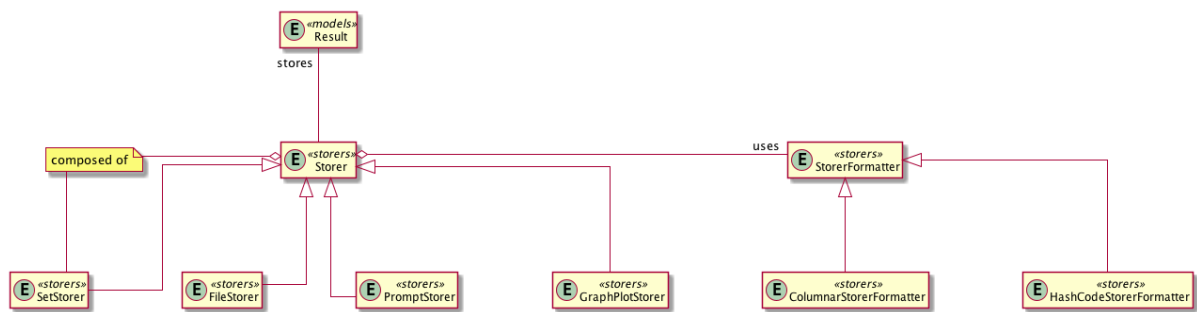 E «models»
Result
stores
composed of
E «storers»
Storer
uses
E «storers»
StorerFormatter
E «storers»
SetStorer
E «storers»
FileStorer
E «storers»
PromptStorer
E «storers»
GraphPlotStorer
E «storers»
ColumnarStorerFormatter
E «storers»
HashCodeStorerFormatter